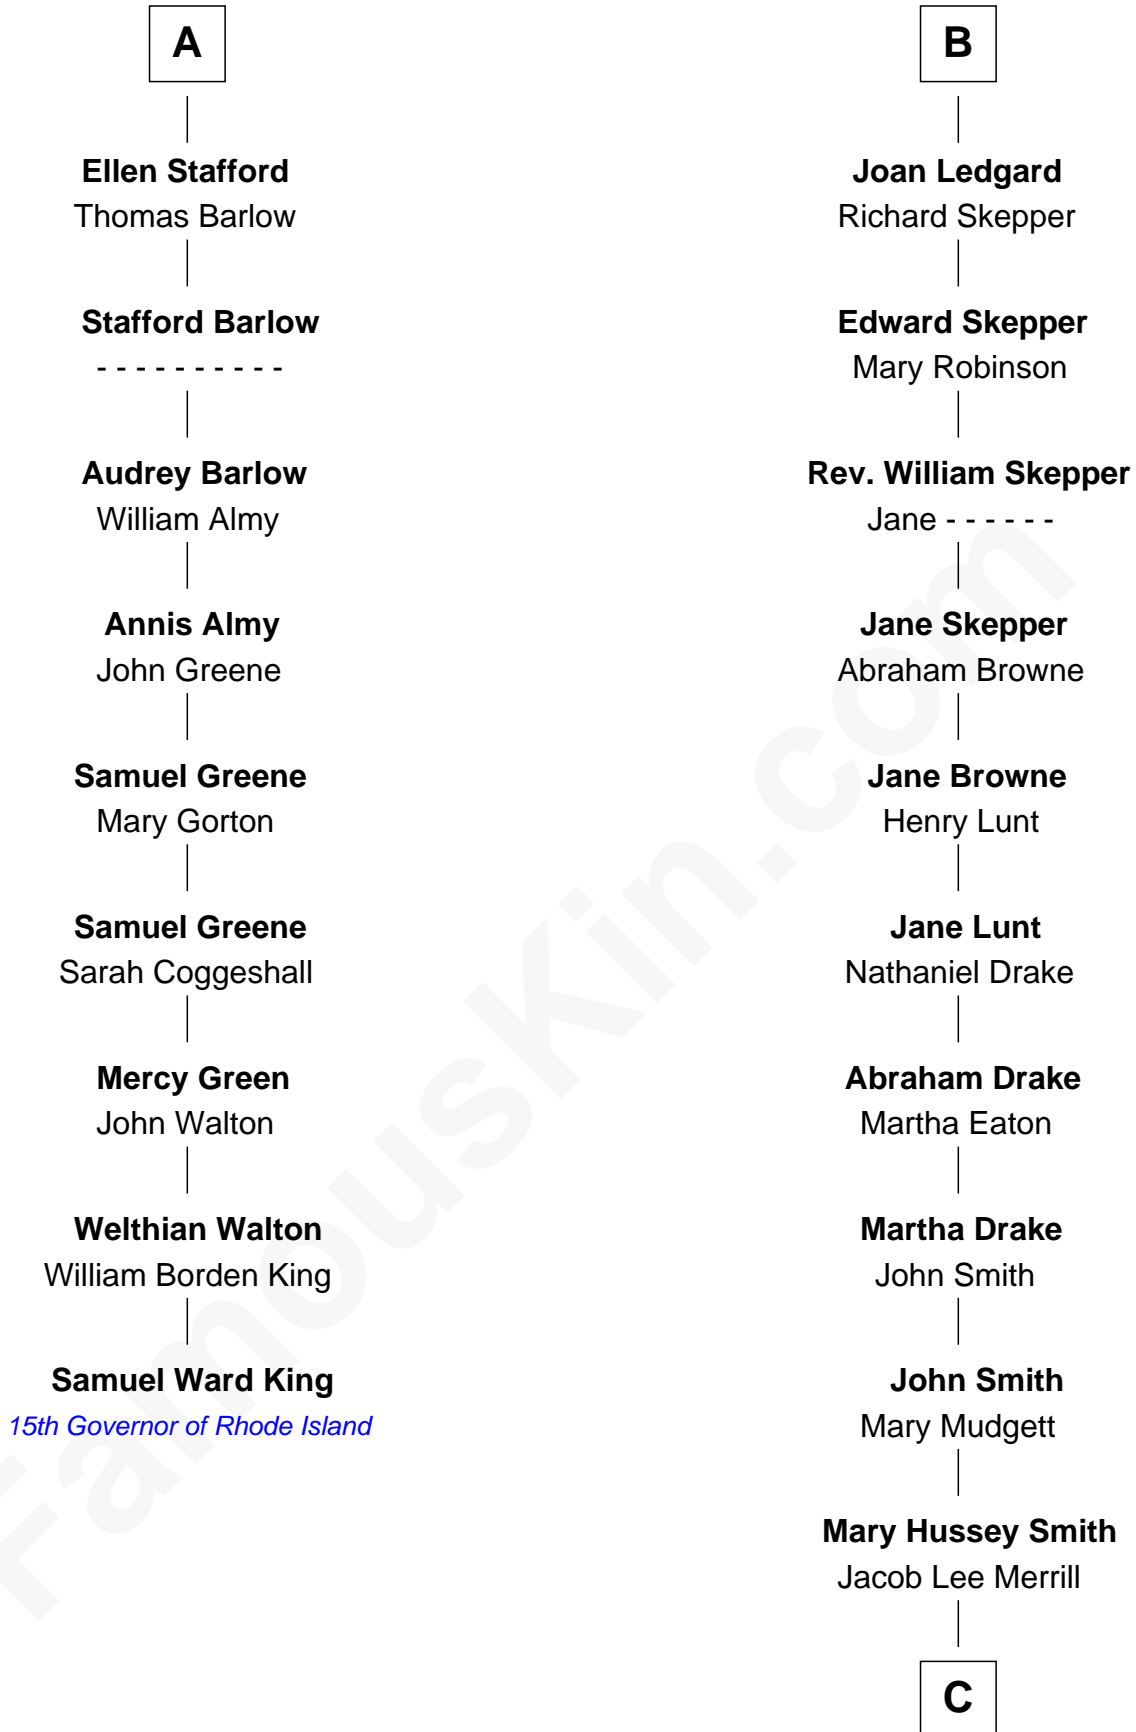 A
Ellen Stafford
Thomas Barlow
Stafford Barlow
- - - - - - - - - -
Audrey Barlow
William Almy
Annis Almy
John Greene
Samuel Greene
Mary Gorton
Samuel Greene
Sarah Coggeshall
Mercy Green
John Walton
Welthian Walton
William Borden King
Samuel Ward King
15th Governor of Rhode Island
B
Joan Ledgard
Richard Skepper
Edward Skepper
Mary Robinson
Rev. William Skepper
Jane - - - - - -
Jane Skepper
Abraham Browne
Jane Browne
Henry Lunt
Jane Lunt
Nathaniel Drake
Abraham Drake
Martha Eaton
Martha Drake
John Smith
John Smith
Mary Mudgett
Mary Hussey Smith
Jacob Lee Merrill
C
FamousKin.com